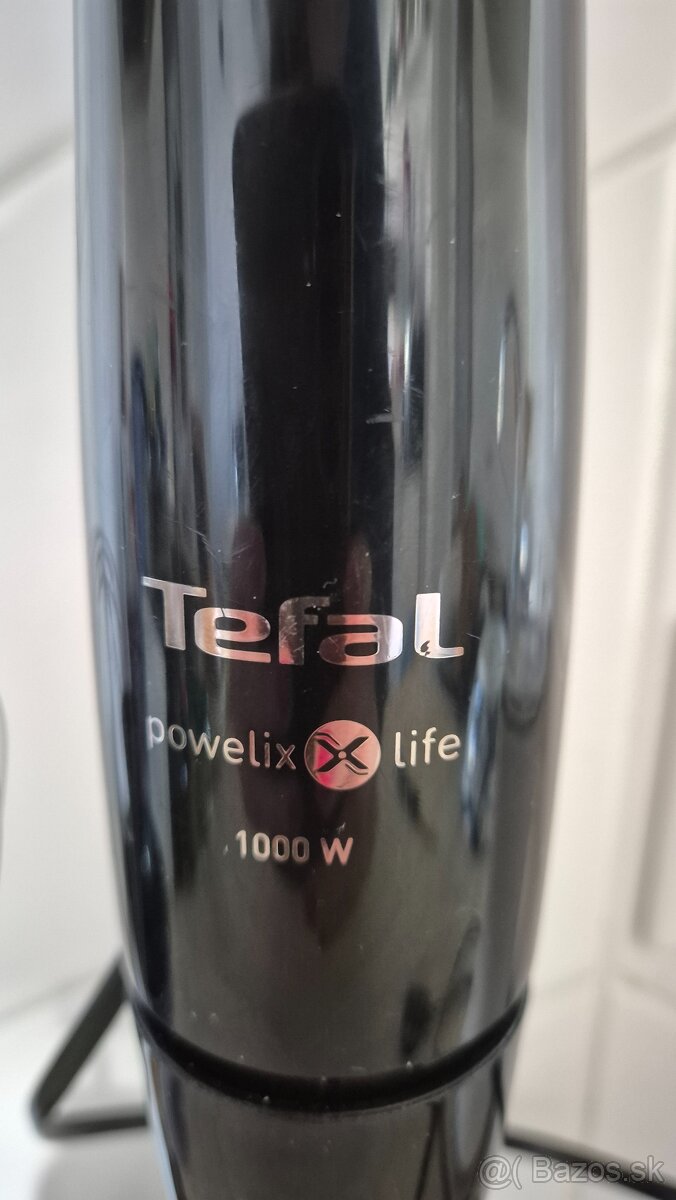 Tefal
powelix life
1000 W
@( Bazos.sk